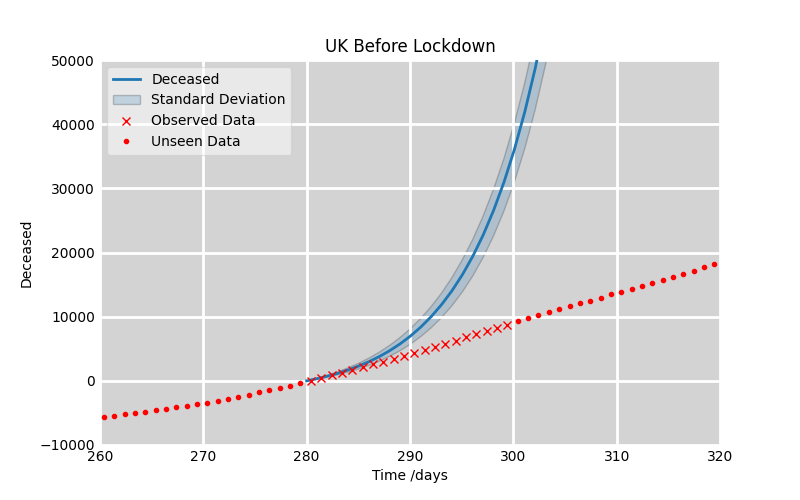 UK Before Lockdown
50000
40000
30000
20000
10000
0
−10000
Deceased
Deceased
Standard Deviation
Observed Data
Unseen Data
260 270 280 290 300 310 320
Time /days